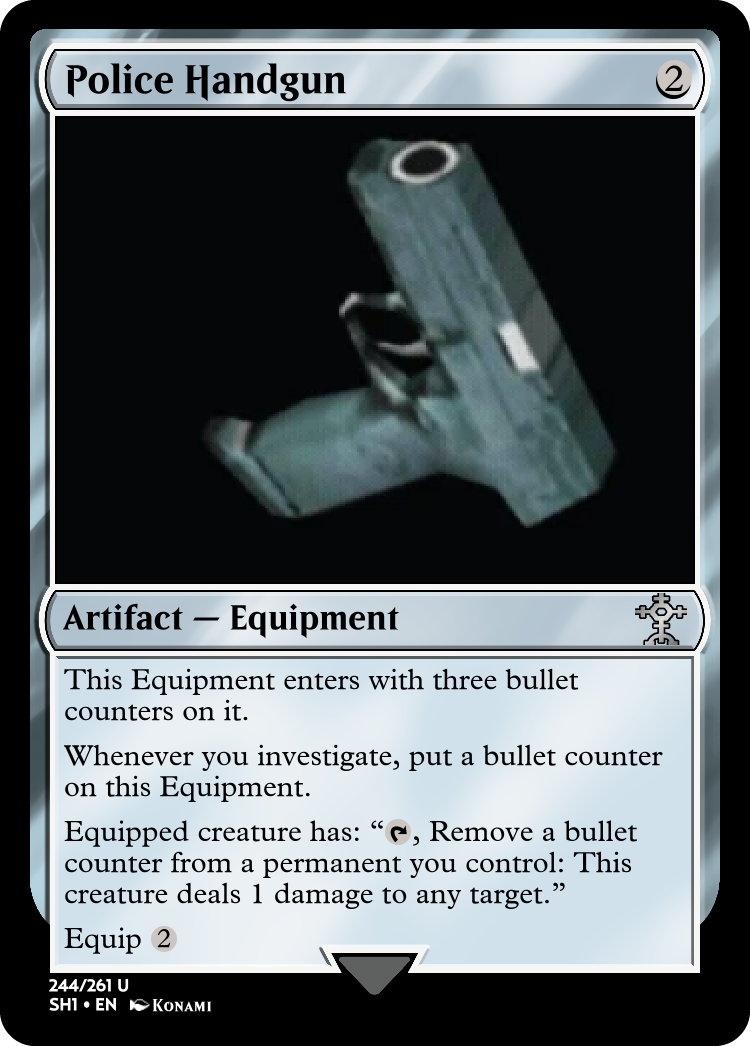 Police Handgun 2
Artifact — Equipment
This Equipment enters with three bullet
counters on it.
Whenever you investigate, put a bullet counter
on this Equipment.
Equipped creature has: “, Remove a bullet
counter from a permanent you control: This
creature deals 1 damage to any target.”
Equip 2
244/261 U
SH1 • EN KONAMI